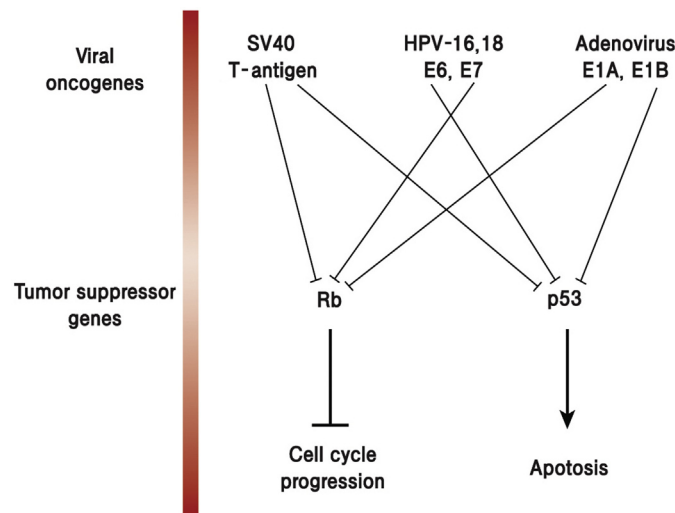 Viral
oncogenes
SV40
T-antigen
HPV-16,18
E6, E7
Adenovirus
E1A, E1B
Tumor suppressor
genes
Rb
p53
Cell cycle
progression
Apotosis